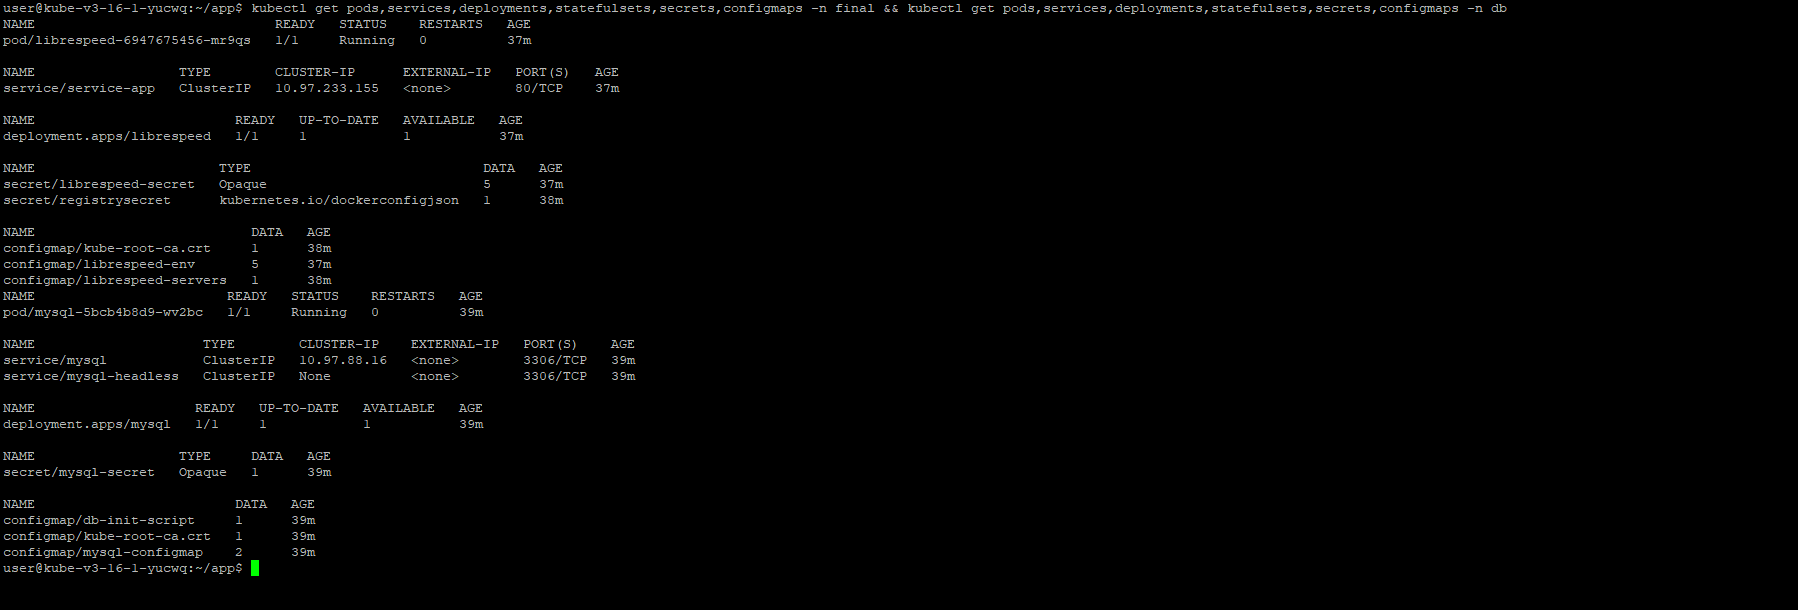 user@kube-v3-16-1-yucwq:~/app$ kubectl get pods,services,deployments,statefulsets,secrets,configmaps -n final && kubectl get pods,services,deployments,statefulsets,secrets,configmaps -n db
NAME                              READY   STATUS    RESTARTS   AGE
pod/librespeed-6947675456-mr9qs   1/1     Running   0          37m

NAME                  TYPE        CLUSTER-IP      EXTERNAL-IP   PORT(S)   AGE
service/service-app   ClusterIP   10.97.233.155   <none>        80/TCP    37m

NAME                         READY   UP-TO-DATE   AVAILABLE   AGE
deployment.apps/librespeed   1/1     1            1           37m

NAME                       TYPE                             DATA   AGE
secret/librespeed-secret   Opaque                           5      37m
secret/registrysecret      kubernetes.io/dockerconfigjson   1      38m

NAME                           DATA   AGE
configmap/kube-root-ca.crt     1      38m
configmap/librespeed-env       5      37m
configmap/librespeed-servers   1      38m
NAME                        READY   STATUS    RESTARTS   AGE
pod/mysql-5bcb4b8d9-wv2bc   1/1     Running   0          39m

NAME                     TYPE        CLUSTER-IP   EXTERNAL-IP   PORT(S)    AGE
service/mysql            ClusterIP   10.97.88.16   <none>        3306/TCP   39m
service/mysql-headless   ClusterIP   None          <none>        3306/TCP   39m

NAME                    READY   UP-TO-DATE   AVAILABLE   AGE
deployment.apps/mysql   1/1     1            1           39m

NAME                  TYPE     DATA   AGE
secret/mysql-secret   Opaque   1      39m

NAME                         DATA   AGE
configmap/db-init-script     1      39m
configmap/kube-root-ca.crt   1      39m
configmap/mysql-configmap    2      39m
user@kube-v3-16-1-yucwq:~/app$